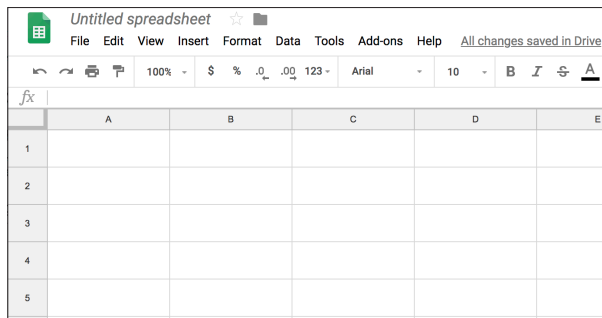 Untitled spreadsheet
File Edit View Insert Format Data Tools Add-ons Help All changes saved in Drive
100% $ % .0 .00 123 Arial 10 B I S A
fx
A B C D E
1
2
3
4
5